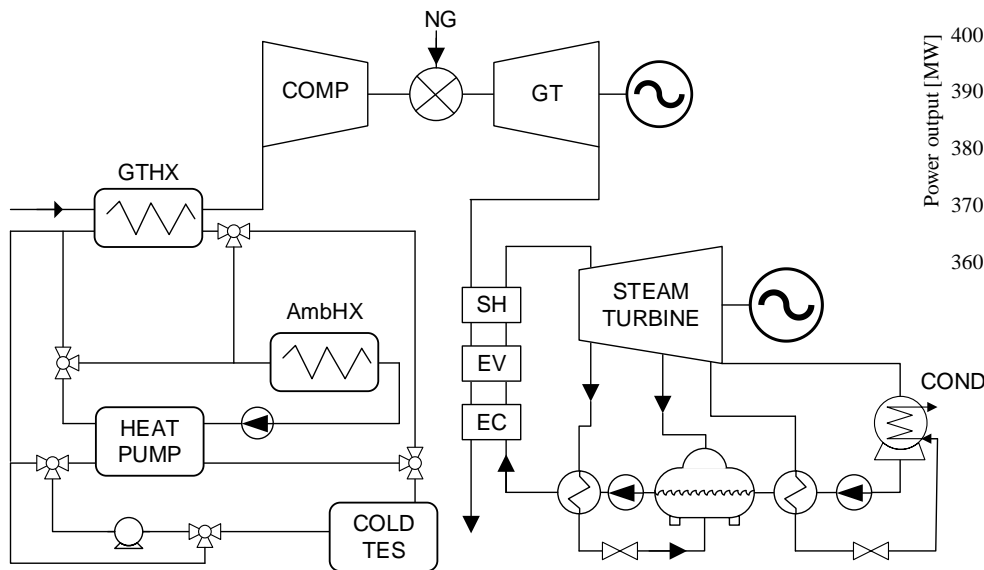 NG
COMP
GT
GTHX
AmbHX
HEAT
PUMP
COLD
TES
SH
EV
EC
STEAM
TURBINE
COND
Power output [MW]
400
390
380
370
360